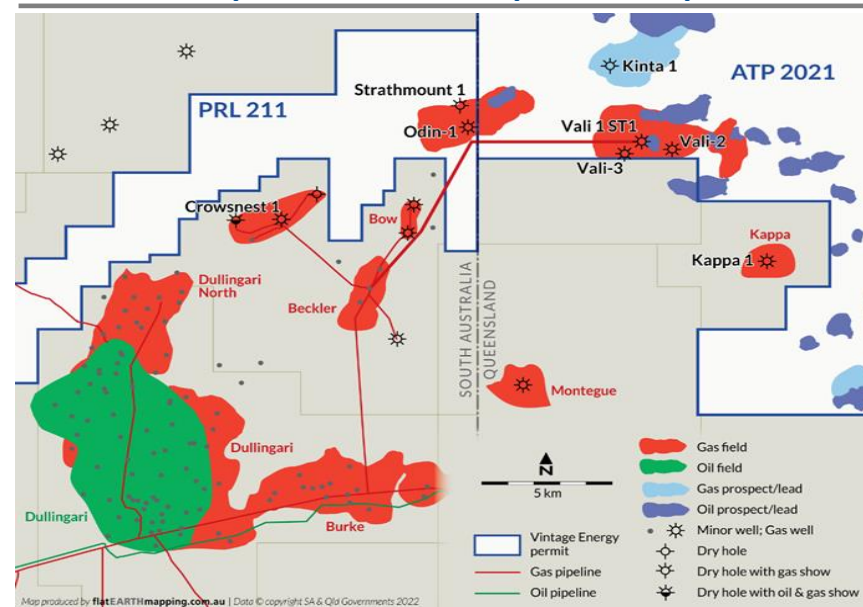 PRL 211
ATP 2021
Kinta 1
Strathmount 1
Odin-1
Vali 1 ST1
Vali-2
Vali-3
Crowsnest 1
Bow
Kappa
Kappa 1
Dullingari
North
Beckler
SOUTH AUSTRALIA
QUEENSLAND
Montegue
Dullingari
Dullingari
Burke
N
5 km
Gas field
Oil field
Gas prospect/lead
Oil prospect/lead
Minor well; Gas well
Dry hole
Dry hole with gas show
Dry hole with oil & gas show
Vintage Energy
permit
Gas pipeline
Oil pipeline
Map produced by flatEARTHmapping.com.au | Data © copyright SA & Qld Governments 2022